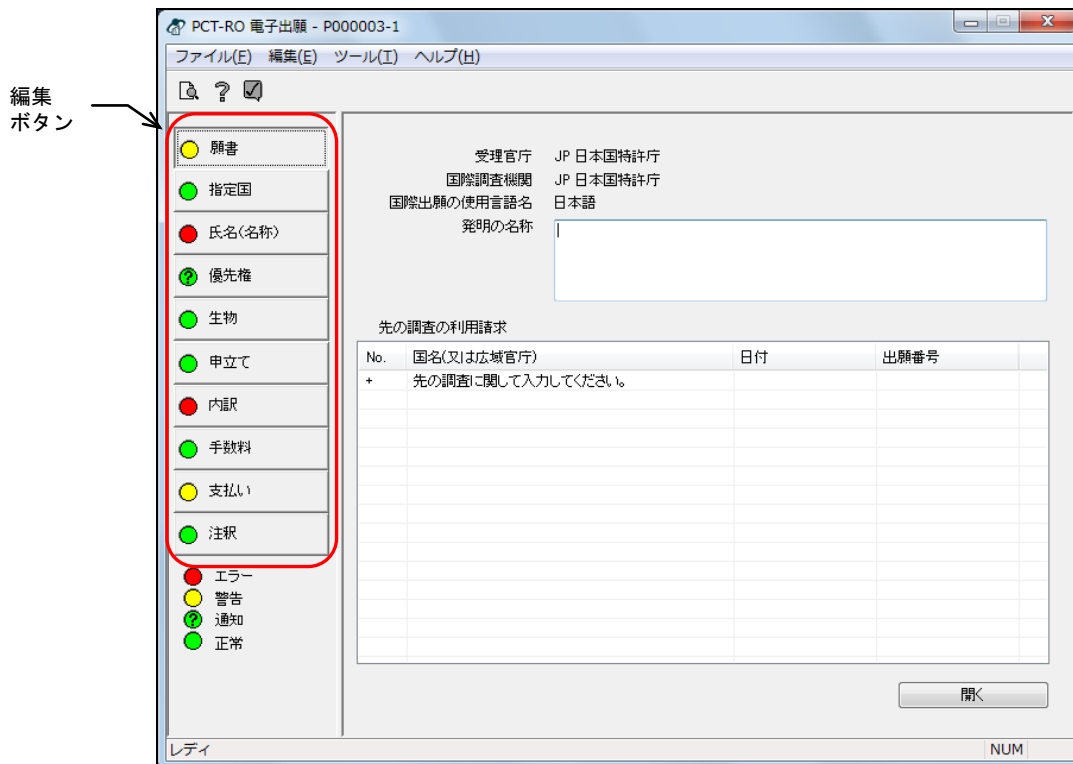 PCT-RO 電子出願 - P000003-1
ファイル(F) 編集(E) ツール(T) ヘルプ(H)
編集
ボタン
願書
指定国
氏名(名称)
優先権
生物
申立て
内訳
手数料
支払い
注釈
エラー
警告
通知
正常
受理官庁 JP 日本国特許庁
国際調査機関 JP 日本国特許庁
国際出願の使用言語名 日本語
発明の名称
先の調査の利用請求
No. 国名(又は広域官庁) 日付 出願番号
+ 先の調査に関して入力してください。
開く
レディ NUM